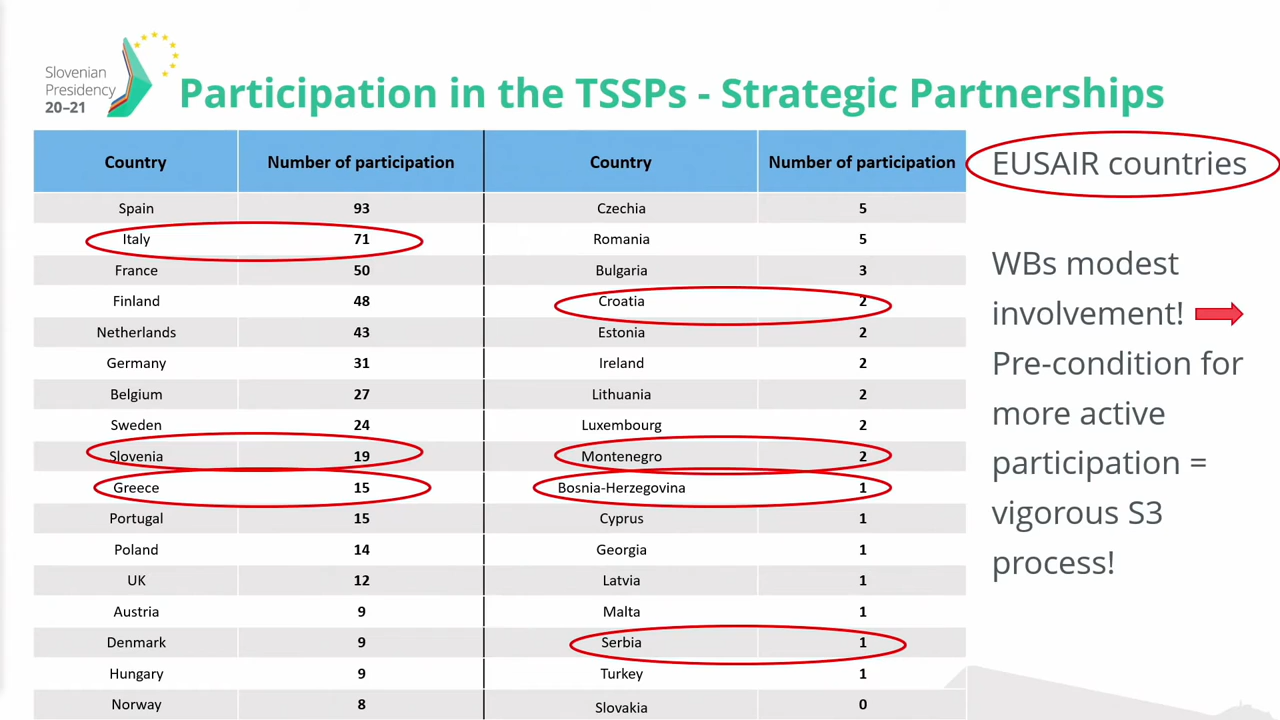 Slovenian
Presidency
20–21
Participation in the TSSPs - Strategic Partnerships
Country Number of participation Country Number of participation
Spain 93 Czechia 5
Italy 71 Romania 5
France 50 Bulgaria 3
Finland 48 Croatia 2
Netherlands 43 Estonia 2
Germany 31 Ireland 2
Belgium 27 Lithuania 2
Sweden 24 Luxembourg 2
Slovenia 19 Montenegro 2
Greece 15 Bosnia-Herzegovina 1
Portugal 15 Cyprus 1
Poland 14 Georgia 1
UK 12 Latvia 1
Austria 9 Malta 1
Denmark 9 Serbia 1
Hungary 9 Turkey 1
Norway 8 Slovakia 0
EUSAIR countries
WBs modest
involvement!
Pre-condition for
more active
participation =
vigorous S3
process!